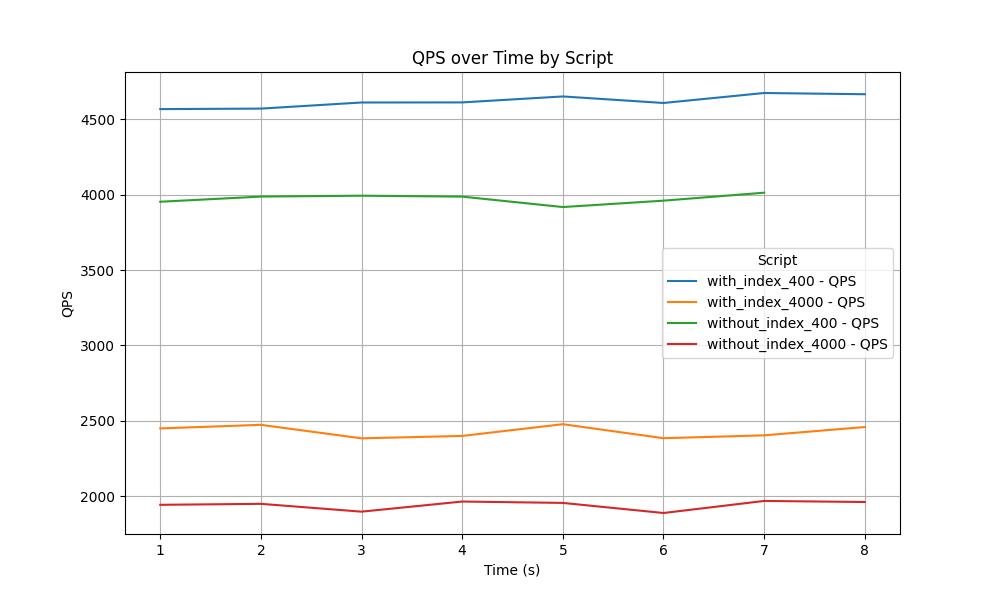 QPS over Time by Script
QPS
4500
4000
3500
3000
2500
2000
Script
with_index_400 - QPS
with_index_4000 - QPS
without_index_400 - QPS
without_index_4000 - QPS
1 2 3 4 5 6 7 8
Time (s)